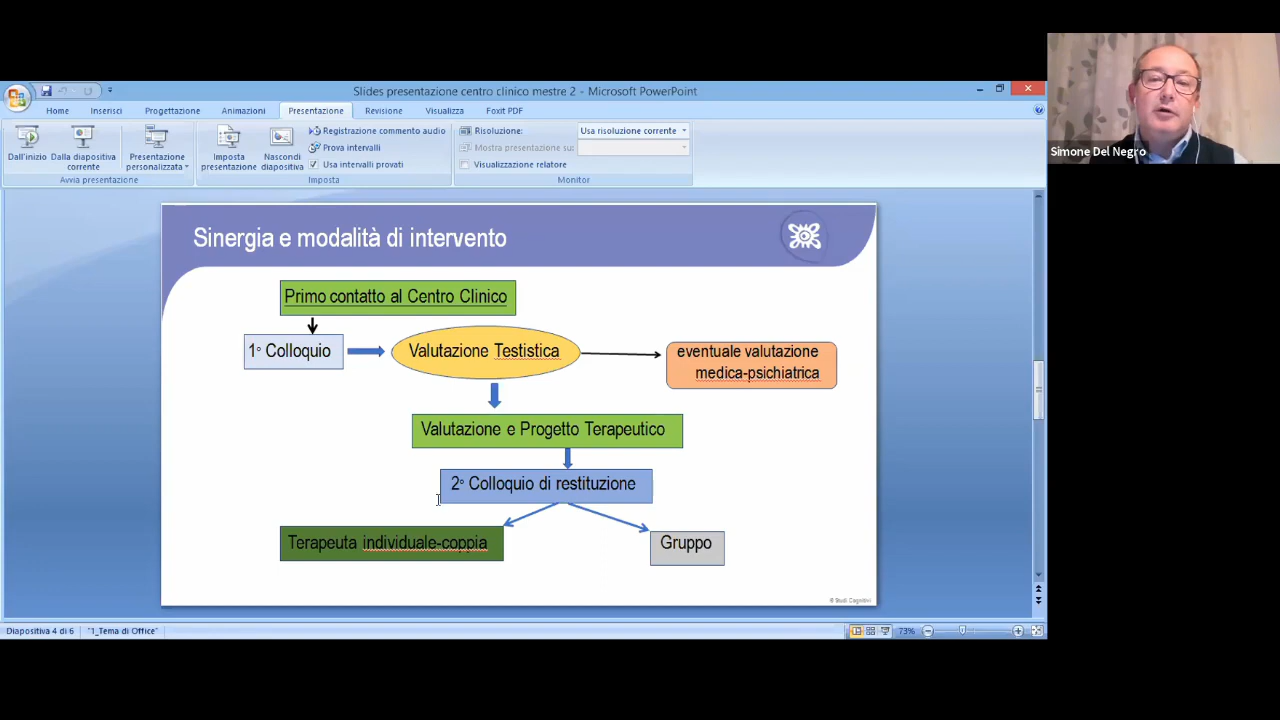 Slides presentazione centro clinico mestre 2 - Microsoft PowerPoint
Home Inserisci Progettazione Animazioni Presentazione Revisione Visualizza Foxit PDF
Dall'inizio
Dalla diapositiva corrente
Presentazione personalizzata
Avvia presentazione
Imposta presentazione
Nascondi diapositiva
Registrazione commento audio
Prova intervalli
Usa intervalli provati
Imposta
Risoluzione: Usa risoluzione corrente
Mostra presentazione su:
Visualizzazione relatore
Monitor
Simone Del Negro
Sinergia e modalità di intervento
Primo contatto al Centro Clinico
1° Colloquio
Valutazione Testistica
eventuale valutazione
medica-psichiatrica
Valutazione e Progetto Terapeutico
2° Colloquio di restituzione
Terapeuta individuale-coppia
Gruppo
© Studi Cognitivi
Diapositiva 4 di 6 "1_Tema di Office" 73%